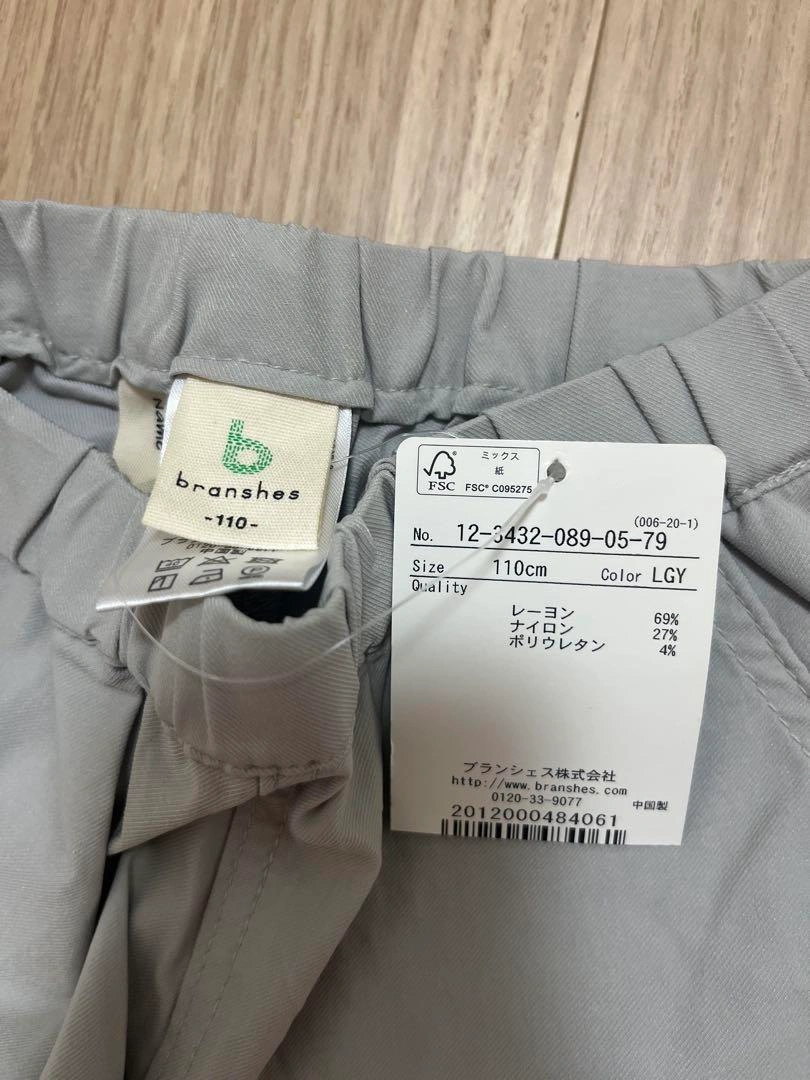 Name
b
branshes
-110-
ミックス
紙
FSC
FSC® C095275
(006-20-1)
No. 12-3432-089-05-79
Size 110cm Color LGY
Quality
レーヨン 69%
ナイロン 27%
ポリウレタン 4%
ブランシェス株式会社
http://www.branshes.com
0120-33-9077 中国製
2012000484061